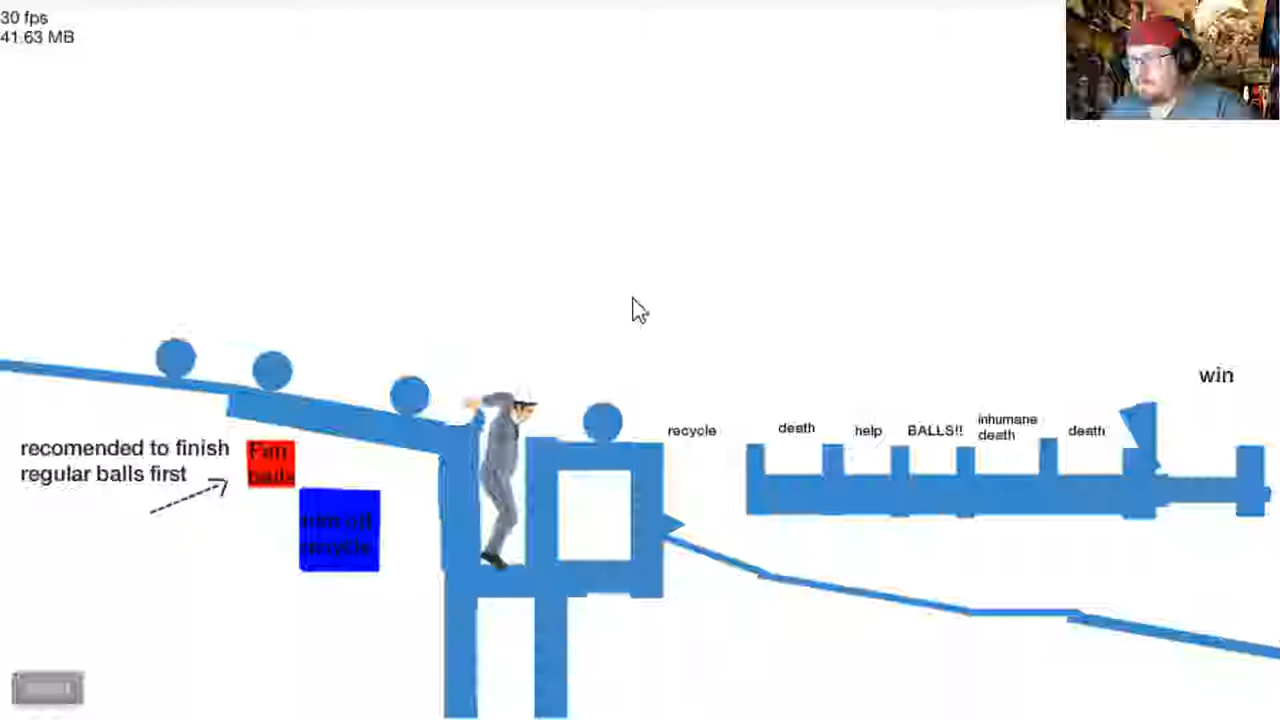 30 fps
41.63 MB
win
recycle
death
help
BALLS!!
inhumane
death
death
recomended to finish
regular balls first
balls